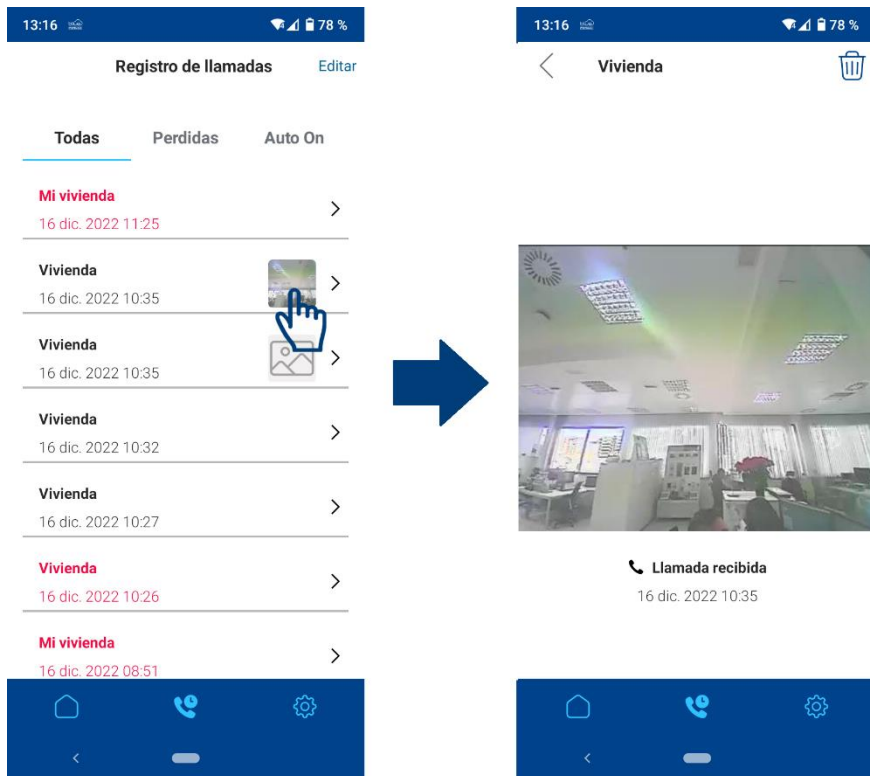 13:16
78 %
Registro de llamadas
Editar
Todas
Perdidas
Auto On
Mi vivienda
16 dic. 2022 11:25
Vivienda
16 dic. 2022 10:35
Vivienda
16 dic. 2022 10:35
Vivienda
16 dic. 2022 10:32
Vivienda
16 dic. 2022 10:27
Vivienda
16 dic. 2022 10:26
Mi vivienda
16 dic. 2022 08:51
13:16
78 %
Vivienda
Llamada recibida
16 dic. 2022 10:35